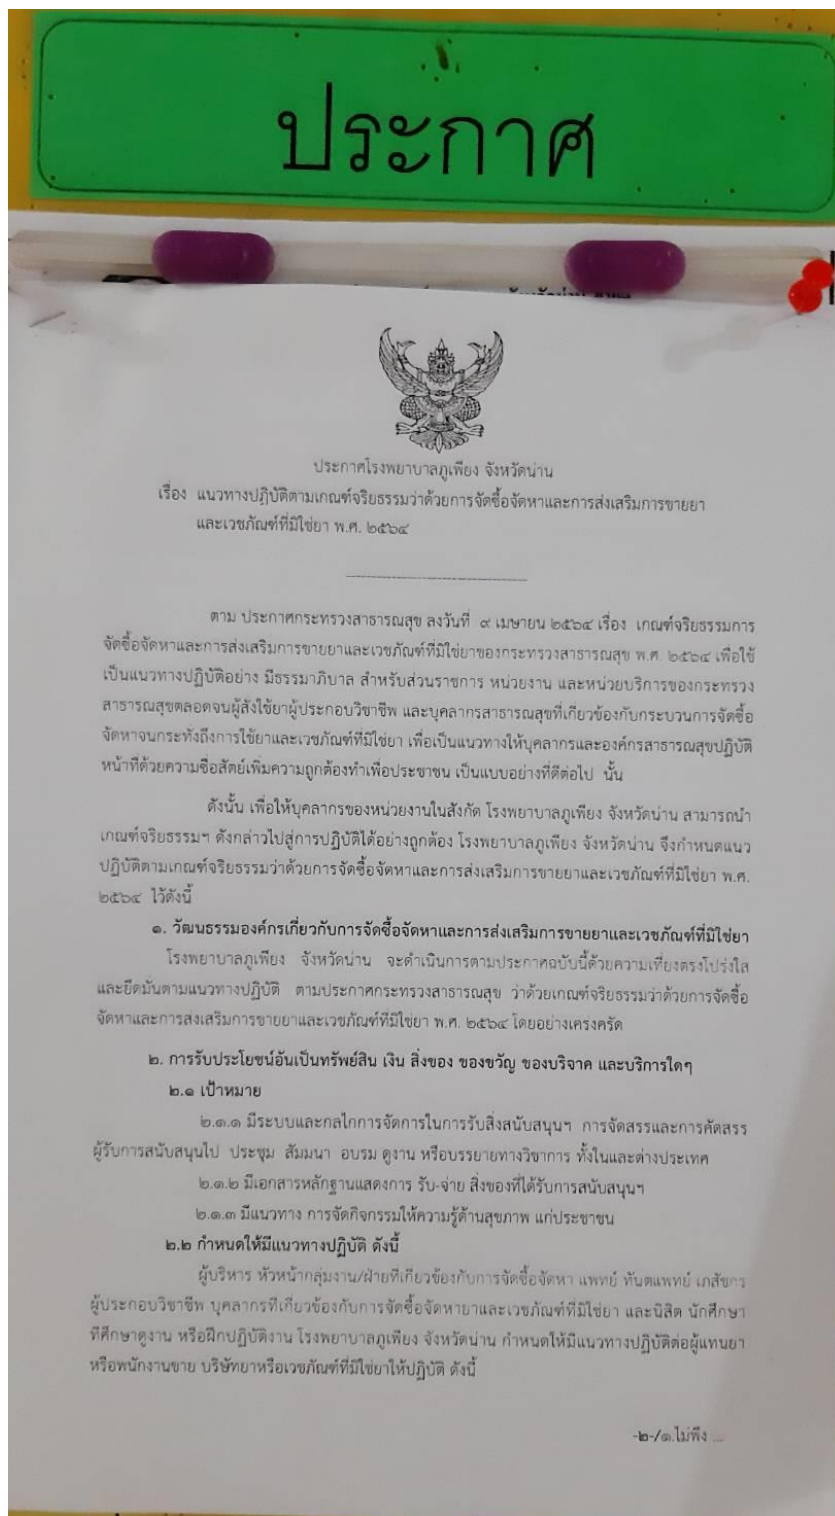 ประกาศ
ประกาศโรงพยาบาลภูเพียง จังหวัดน่าน
เรื่อง แนวทางปฏิบัติตามเกณฑ์จริยธรรมว่าด้วยการจัดซื้อจัดหาและการส่งเสริมการขายยา
และเวชภัณฑ์ที่มิใช่ยา พ.ศ. ๒๕๖๔
ตาม ประกาศกระทรวงสาธารณสุข ลงวันที่ ๙ เมษายน ๒๕๖๔ เรื่อง เกณฑ์จริยธรรมการ
จัดซื้อจัดหาและการส่งเสริมการขายยาและเวชภัณฑ์ที่มิใช่ยาของกระทรวงสาธารณสุข พ.ศ. ๒๕๖๔ เพื่อใช้
เป็นแนวทางปฏิบัติอย่าง มีธรรมาภิบาล สำหรับส่วนราชการ หน่วยงาน และหน่วยบริการของกระทรวง
สาธารณสุขตลอดจนผู้สั่งใช้ยาผู้ประกอบวิชาชีพ และบุคลากรสาธารณสุขที่เกี่ยวข้องกับกระบวนการจัดซื้อ
จัดหาจนกระทั่งถึงการใช้ยาและเวชภัณฑ์ที่มิใช่ยา เพื่อเป็นแนวทางให้บุคลากรและองค์กรสาธารณสุขปฏิบัติ
หน้าที่ด้วยความซื่อสัตย์เพิ่มความถูกต้องทำเพื่อประชาชน เป็นแบบอย่างที่ดีต่อไป นั้น
ดังนั้น เพื่อให้บุคลากรของหน่วยงานในสังกัด โรงพยาบาลภูเพียง จังหวัดน่าน สามารถนำ
เกณฑ์จริยธรรมฯ ดังกล่าวไปสู่การปฏิบัติได้อย่างถูกต้อง โรงพยาบาลภูเพียง จังหวัดน่าน จึงกำหนดแนว
ปฏิบัติตามเกณฑ์จริยธรรมว่าด้วยการจัดซื้อจัดหาและการส่งเสริมการขายยาและเวชภัณฑ์ที่มิใช่ยา พ.ศ.
๒๕๖๔ ไว้ดังนี้
๑. วัฒนธรรมองค์กรเกี่ยวกับการจัดซื้อจัดหาและการส่งเสริมการขายยาและเวชภัณฑ์ที่มิใช่ยา
โรงพยาบาลภูเพียง จังหวัดน่าน จะดำเนินการตามประกาศฉบับนี้ด้วยความเที่ยงตรงโปร่งใส
และยึดมั่นตามแนวทางปฏิบัติ ตามประกาศกระทรวงสาธารณสุข ว่าด้วยเกณฑ์จริยธรรมว่าด้วยการจัดซื้อ
จัดหาและการส่งเสริมการขายยาและเวชภัณฑ์ที่มิใช่ยา พ.ศ. ๒๕๖๔ โดยอย่างเคร่งครัด
๒. การรับประโยชน์อันเป็นทรัพย์สิน เงิน สิ่งของ ของขวัญ ของบริจาค และบริการใดๆ
๒.๑ เป้าหมาย
๒.๑.๑ มีระบบและกลไกการจัดการในการรับสิ่งสนับสนุนฯ การจัดสรรและการคัดสรร
ผู้รับการสนับสนุนไป ประชุม สัมมนา อบรม ดูงาน หรือบรรยายทางวิชาการ ทั้งในและต่างประเทศ
๒.๑.๒ มีเอกสารหลักฐานแสดงการ รับ-จ่าย สิ่งของที่ได้รับการสนับสนุนฯ
๒.๑.๓ มีแนวทาง การจัดกิจกรรมให้ความรู้ด้านสุขภาพ แก่ประชาชน
๒.๒ กำหนดให้มีแนวทางปฏิบัติ ดังนี้
ผู้บริหาร หัวหน้ากลุ่มงาน/ฝ่ายที่เกี่ยวข้องกับการจัดซื้อจัดหา แพทย์ ทันตแพทย์ เภสัชกร
ผู้ประกอบวิชาชีพ บุคลากรที่เกี่ยวข้องกับการจัดซื้อจัดหายาและเวชภัณฑ์ที่มิใช่ยา และนิสิต นักศึกษา
ที่ศึกษาดูงาน หรือฝึกปฏิบัติงาน โรงพยาบาลภูเพียง จังหวัดน่าน กำหนดให้มีแนวทางปฏิบัติต่อผู้แทนยา
หรือพนักงานขาย บริษัทยาหรือเวชภัณฑ์ที่มิใช่ยาให้ปฏิบัติ ดังนี้
-๒-/๑.ไม่พึง ...